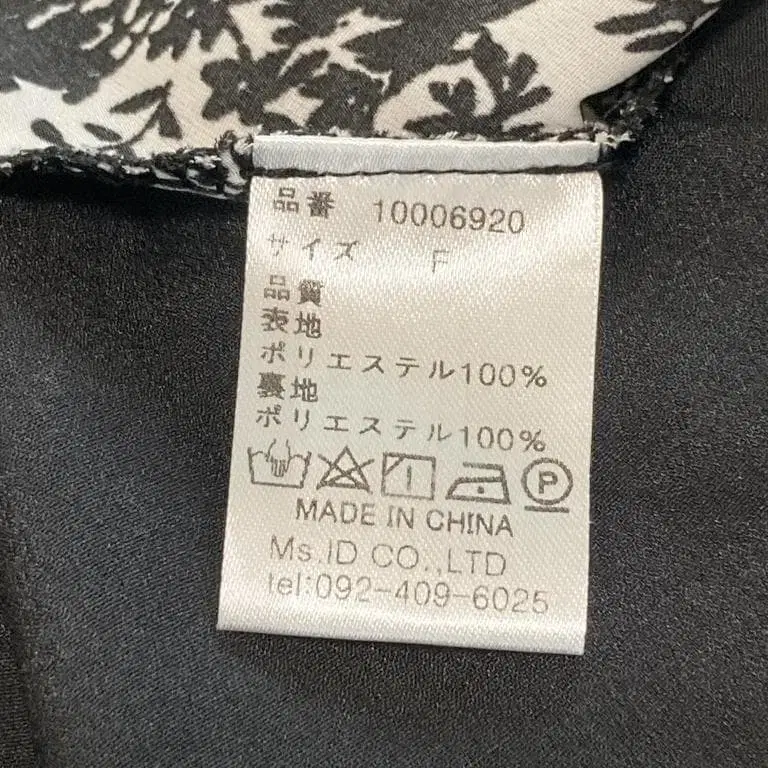 品番 10006920
サイズ F
品質
表地
ポリエステル100%
裏地
ポリエステル100%
P
MADE IN CHINA
Ms.ID CO.,LTD
tel:092-409-6025